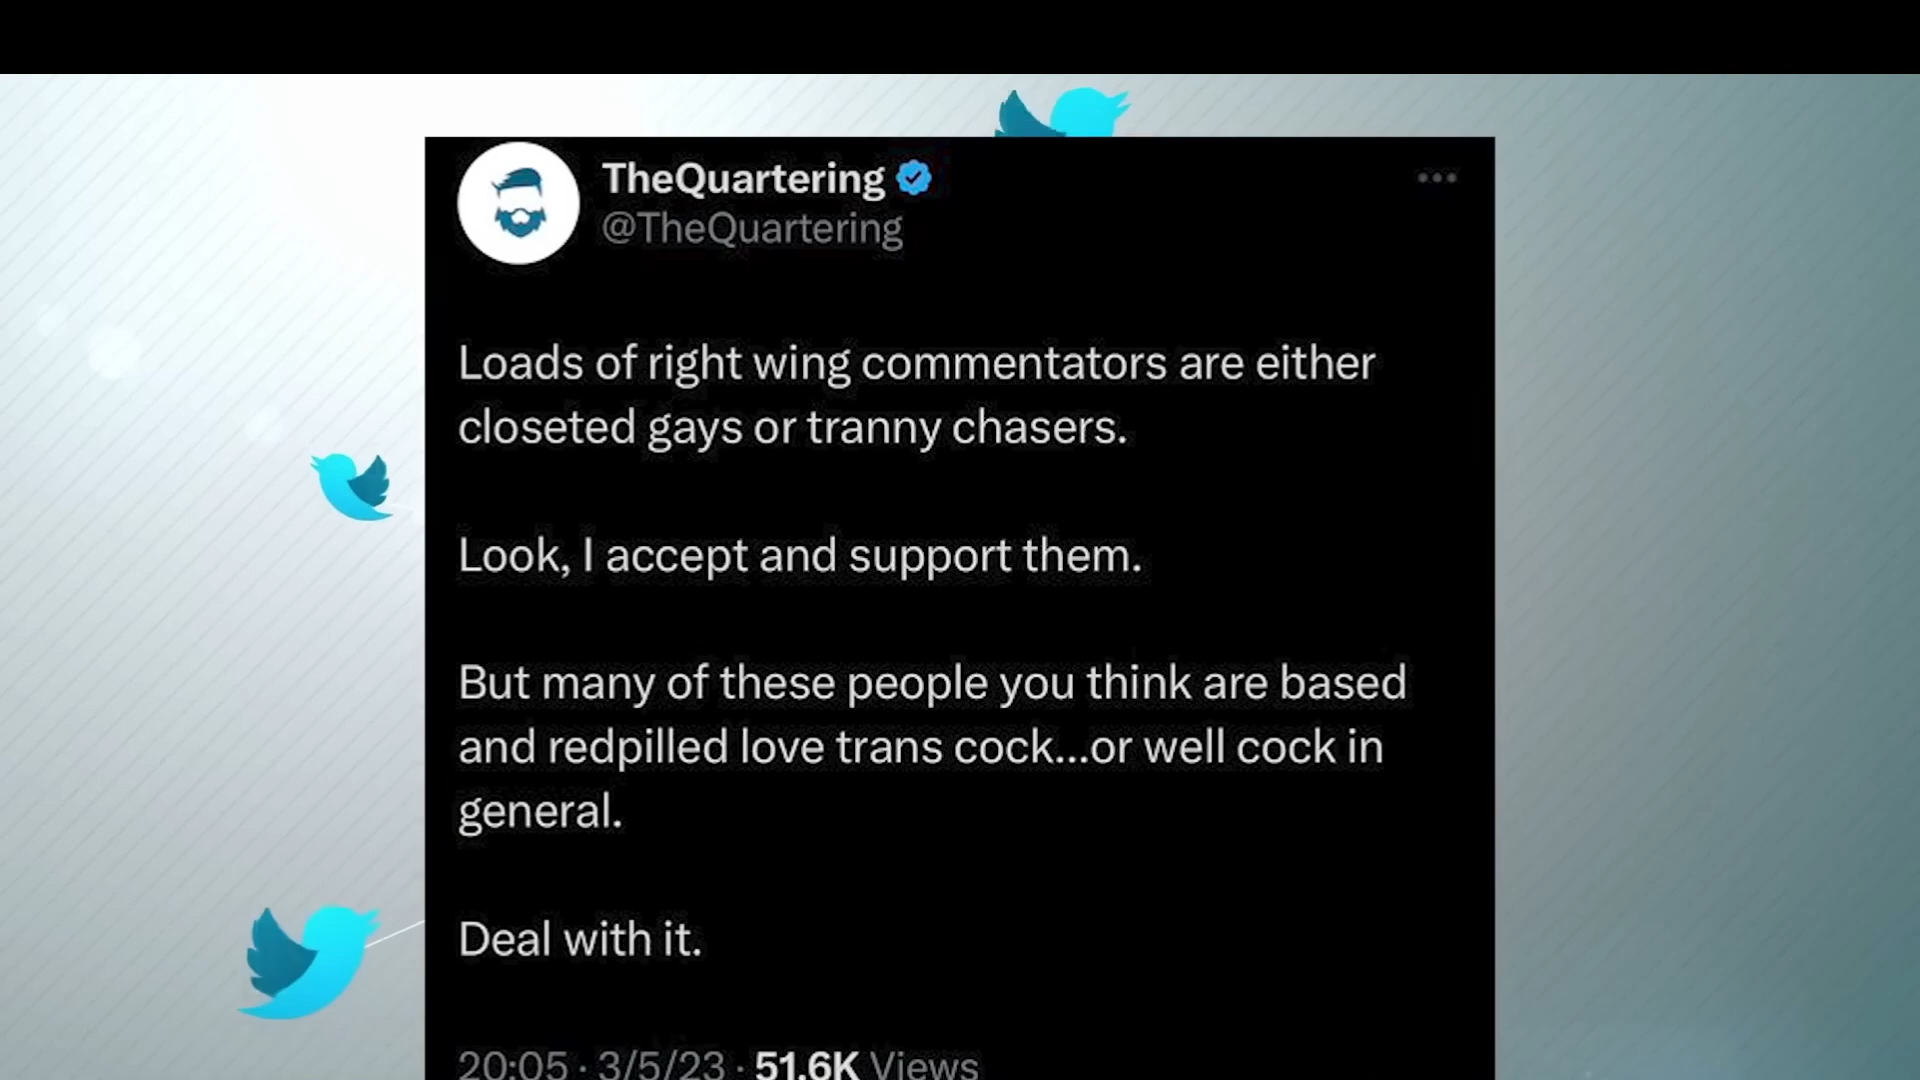 TheQuartering
@TheQuartering
Loads of right wing commentators are either
closeted gays or tranny chasers.
Look, I accept and support them.
But many of these people you think are based
and redpilled love trans cock...or well cock in
general.
Deal with it.
20:05 · 3/5/23 · 51.6K Views